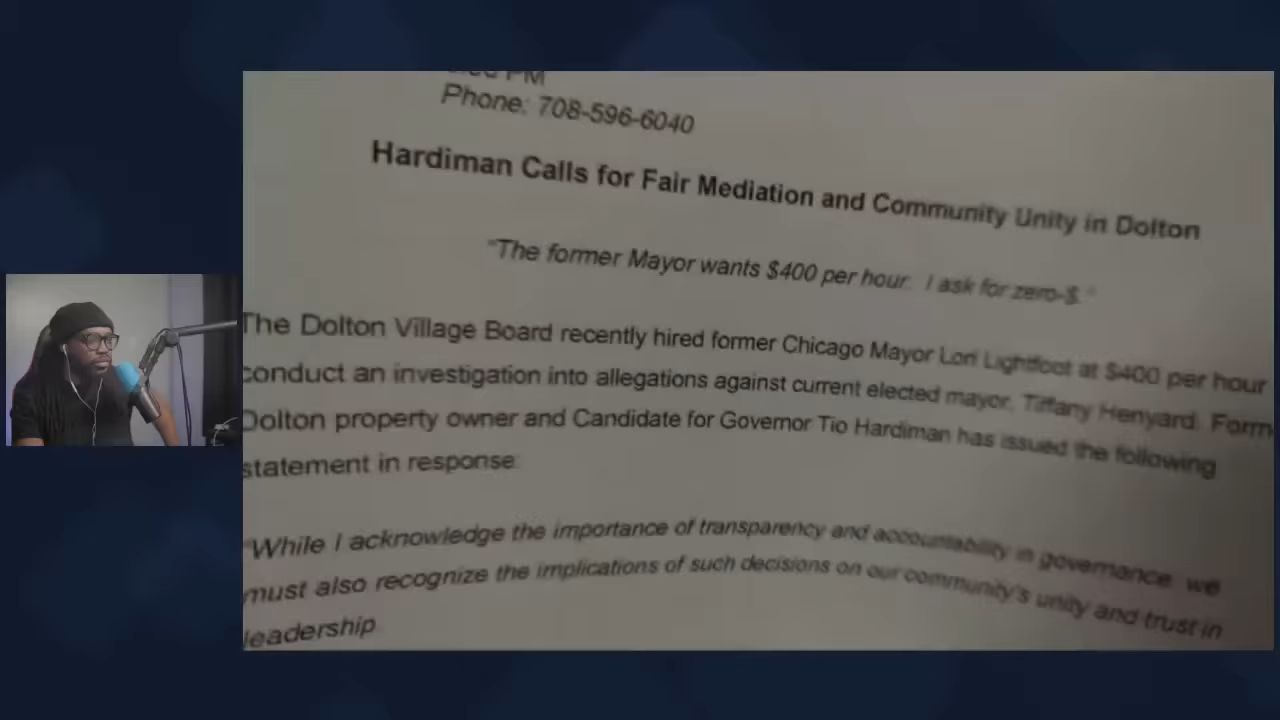 PM
Phone: 708-596-6040
Hardiman Calls for Fair Mediation and Community Unity in Dolton
"The former Mayor wants $400 per hour. I ask for zero-$."
The Dolton Village Board recently hired former Chicago Mayor Lori Lightfoot at $400 per hour
conduct an investigation into allegations against current elected mayor, Tiffany Henyard. Form
Dolton property owner and Candidate for Governor Tio Hardiman has issued the following
statement in response:
"While I acknowledge the importance of transparency and accountability in governance, we
must also recognize the implications of such decisions on our community's unity and trust in
leadership.